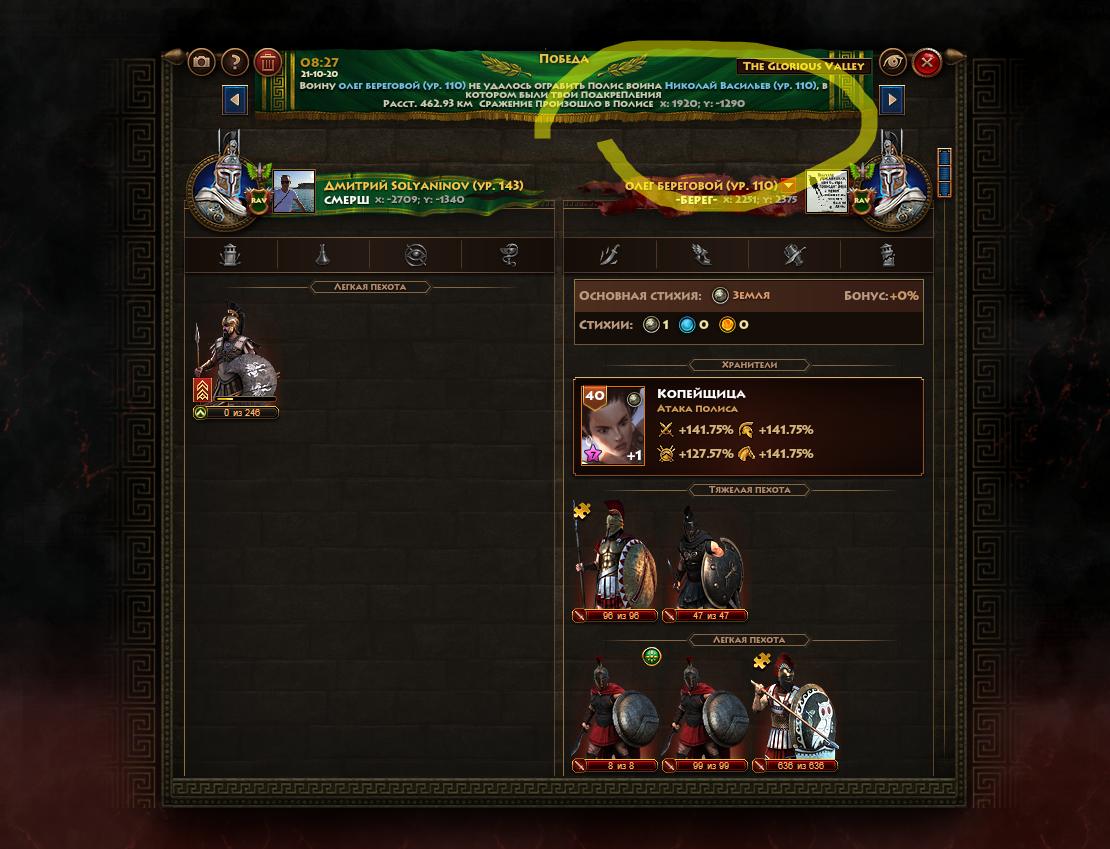 08:27
21-10-20
Победа
The Glorious Valley
Воину Олег Береговой (ур. 110) не удалось ограбить полис воина Николай Васильев (ур. 110), в
котором были твои подкрепления
Расст. 462.93 км Сражение произошло в Полисе x: 1920; y: -1290
Дмитрий Solyaninov (ур. 143)
СМЕРШ x: -2709; y: -1340
RAV
Олег Береговой (ур. 110)
-Берег- x: 2251; y: 2375
RAV
Легкая пехота
0 из 246
Основная стихия: Земля Бонус: +0%
Стихии: 1 0 0
Хранители
40
7
+1
Копейщица
Атака Полиса
+141.75% +141.75%
+127.57% +141.75%
Тяжелая пехота
96 из 96
47 из 47
Легкая пехота
8 из 8
99 из 99
636 из 636